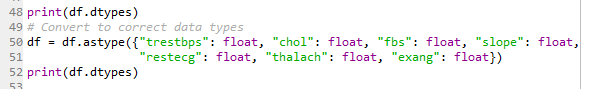 48 print(df.dtypes)
49 # Convert to correct data types
50 df = df.astype({"trestbps": float, "chol": float, "fbs": float, "slope": float,
51 "restecg": float, "thalach": float, "exang": float})
52 print(df.dtypes)
53